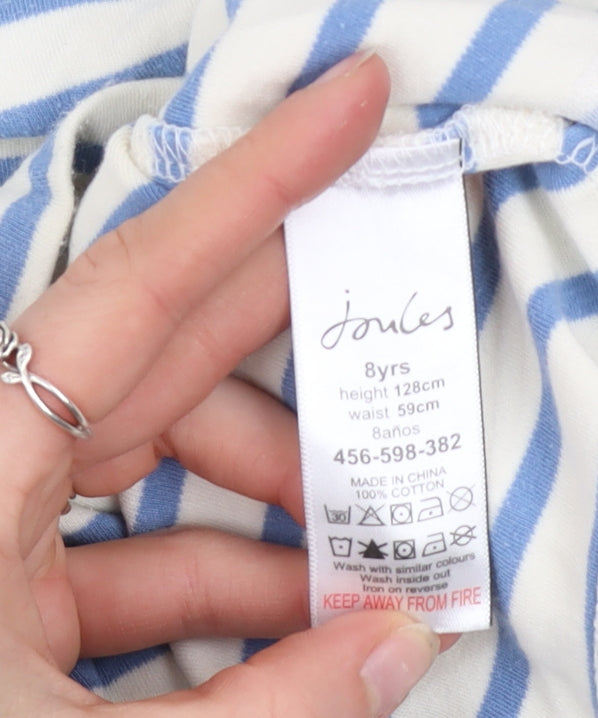 Joules
8yrs
height 128cm
waist 59cm
8años
456-598-382
MADE IN CHINA
100% COTTON
30
Wash with similar colours
Wash inside out
Iron on reverse
KEEP AWAY FROM FIRE